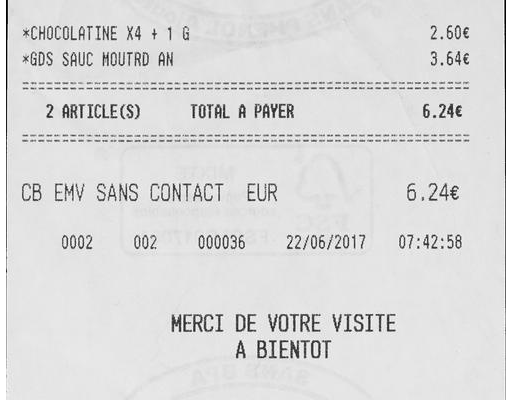 *CHOCOLATINE X4 + 1 G 2.60€
*GDS SAUC MOUTRD AN 3.64€
================================================
2 ARTICLE(S) TOTAL A PAYER 6.24€
================================================
CB EMV SANS CONTACT EUR 6.24€
0002 002 000036 22/06/2017 07:42:58
MERCI DE VOTRE VISITE
A BIENTOT